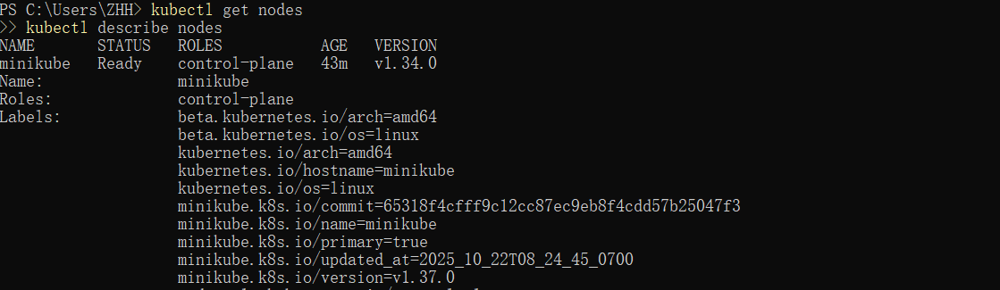 PS C:\Users\ZHH> kubectl get nodes
>> kubectl describe nodes
NAME STATUS ROLES AGE VERSION
minikube Ready control-plane 43m v1.34.0
Name: minikube
Roles: control-plane
Labels: beta.kubernetes.io/arch=amd64
beta.kubernetes.io/os=linux
kubernetes.io/arch=amd64
kubernetes.io/hostname=minikube
kubernetes.io/os=linux
minikube.k8s.io/commit=65318f4cfff9c12cc87ec9eb8f4cdd57b25047f3
minikube.k8s.io/name=minikube
minikube.k8s.io/primary=true
minikube.k8s.io/updated_at=2025_10_22T08_24_45_0700
minikube.k8s.io/version=v1.37.0